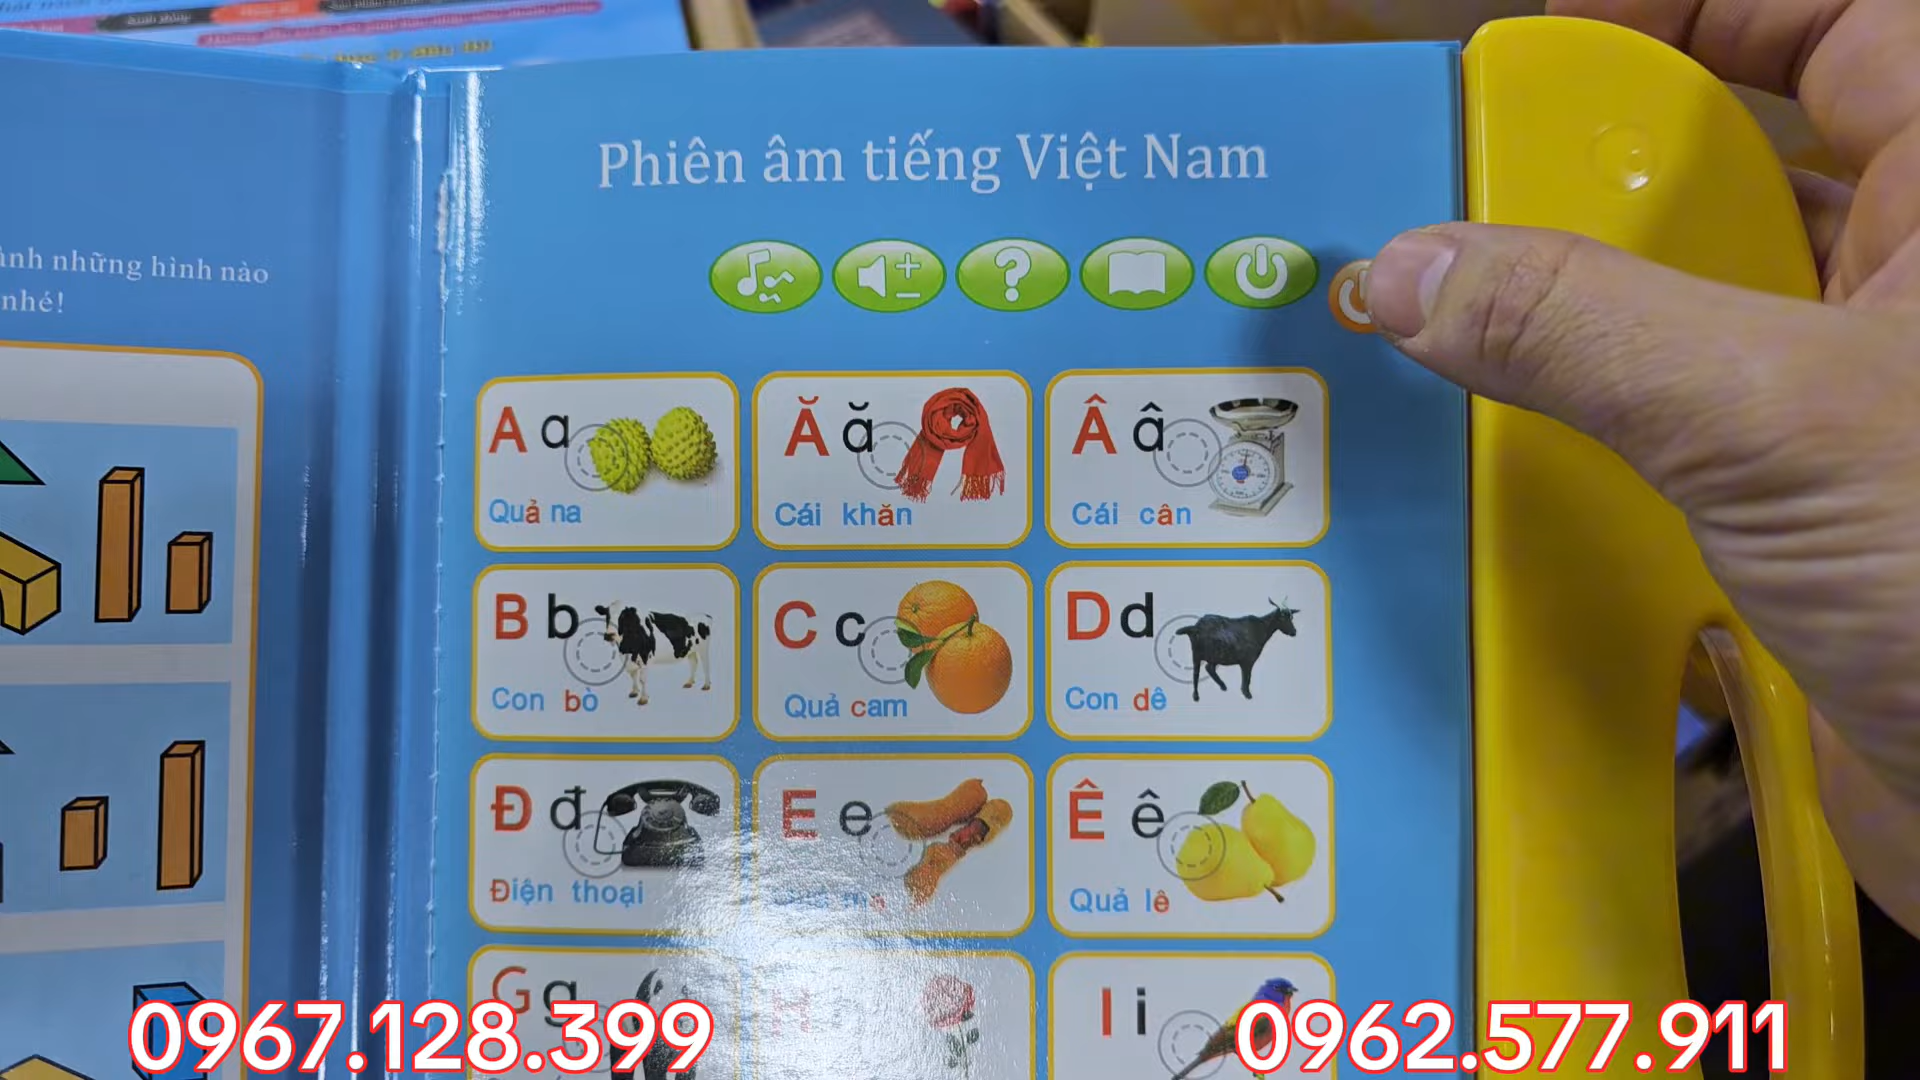 ảnh những hình nào
nhé!
Phiên âm tiếng Việt Nam
A a
Quả na
Ă ă
Cái khăn
Â â
Cái cân
B b
Con bò
C c
Quả cam
D d
Con dê
Đ đ
Điện thoại
E e
Ê ê
Quả lê
G g
I i
0967.128.399
0962.577.911